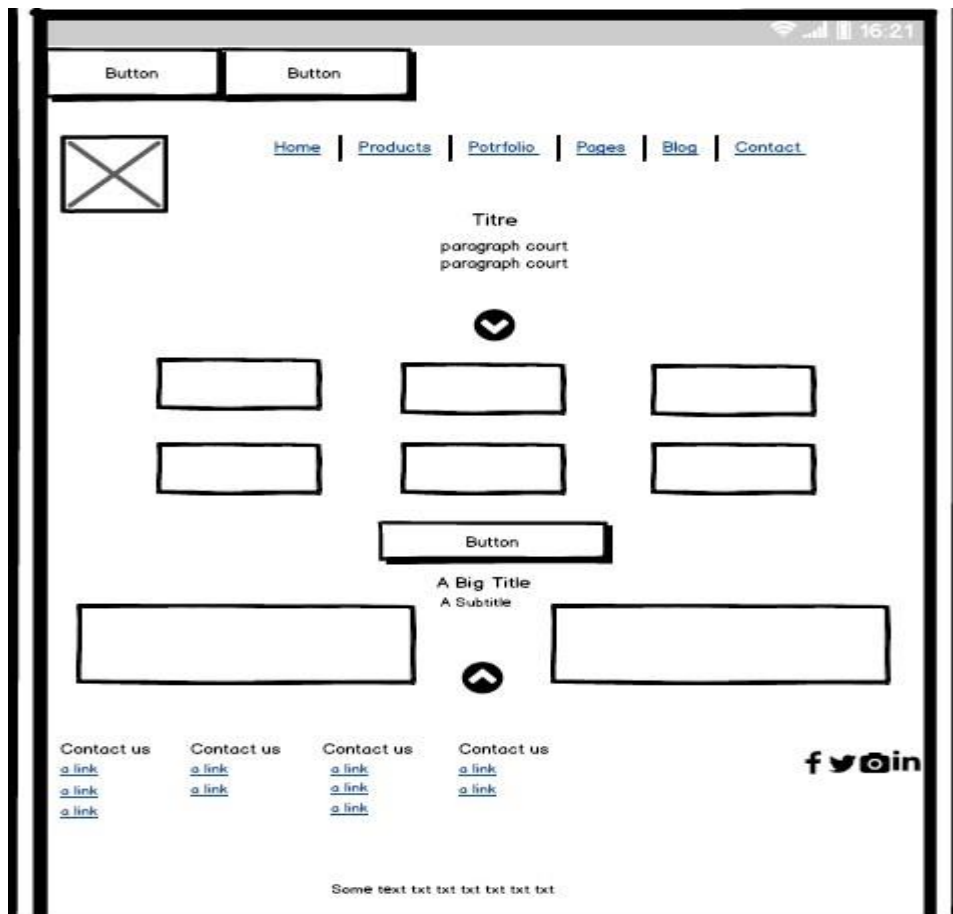 16:21
Button Button
Home Products Potrfolio Pages Blog Contact
Titre
paragraph court
paragraph court
Button
A Big Title
A Subtitle
Contact us Contact us Contact us Contact us
a link a link a link a link
a link a link a link a link
a link a link
f in
Some text txt txt txt txt txt txt